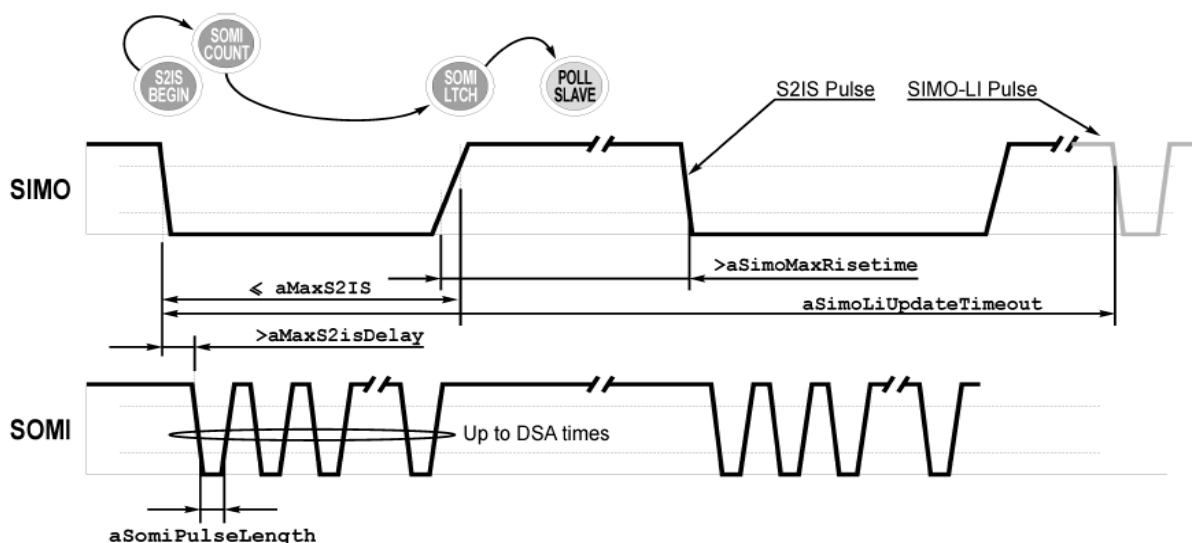 SOMI
COUNT
S2IS
BEGIN
SOMI
LTCH
POLL
SLAVE
S2IS Pulse
SIMO-LI Pulse
SIMO
>aSimoMaxRisetime
⩽ aMaxS2IS
aSimoLiUpdateTimeout
>aMaxS2isDelay
SOMI
Up to DSA times
aSomiPulseLength